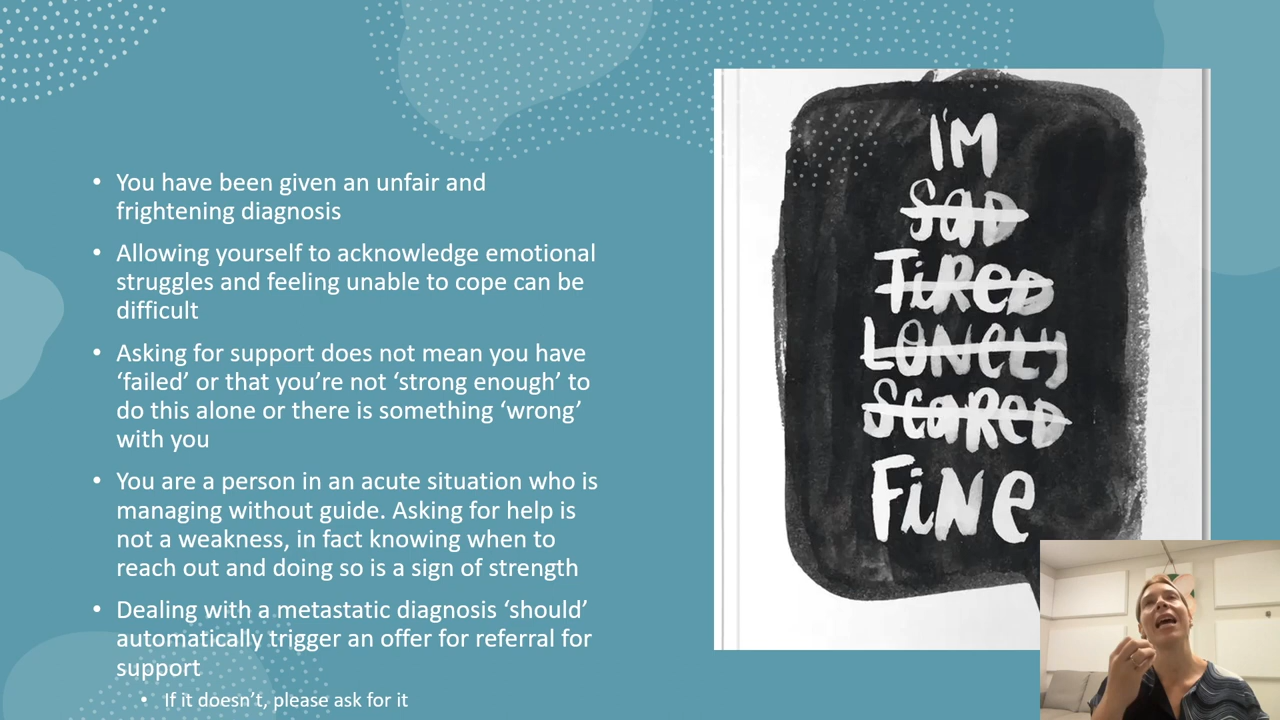 • You have been given an unfair and
frightening diagnosis
• Allowing yourself to acknowledge emotional
struggles and feeling unable to cope can be
difficult
• Asking for support does not mean you have
‘failed’ or that you’re not ‘strong enough’ to
do this alone or there is something ‘wrong’
with you
• You are a person in an acute situation who is
managing without guide. Asking for help is
not a weakness, in fact knowing when to
reach out and doing so is a sign of strength
• Dealing with a metastatic diagnosis ‘should’
automatically trigger an offer for referral for
support
• If it doesn’t, please ask for it
I'M
SAD
TiReD
LONeLy
ScaReD
FiNe